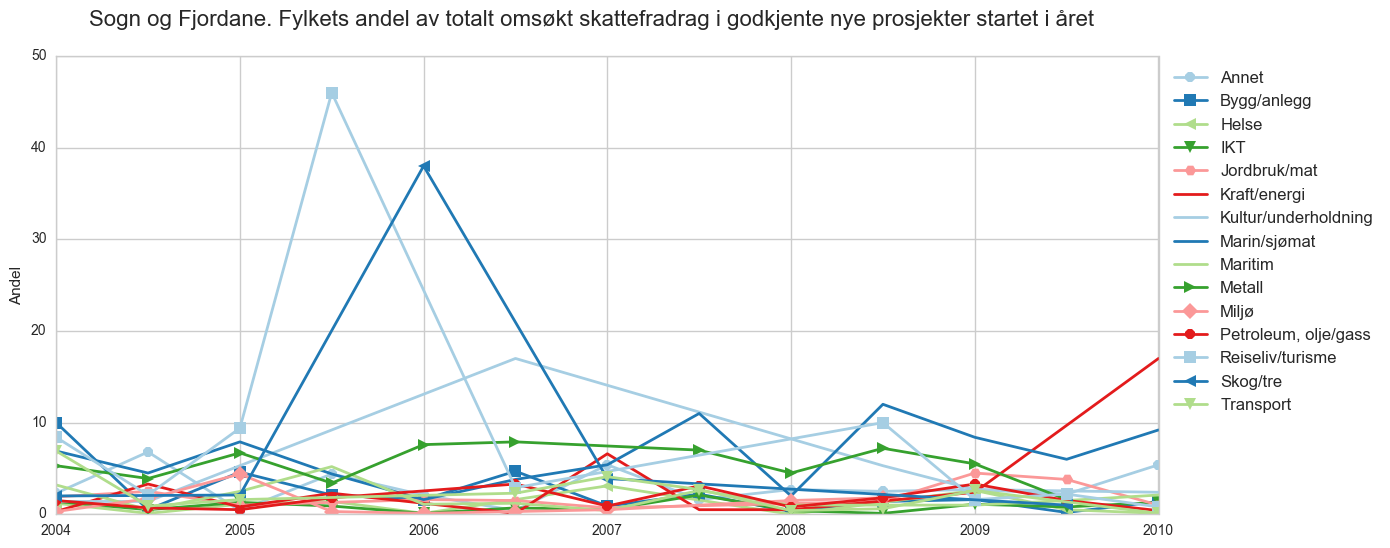 Sogn og Fjordane. Fylkets andel av totalt omsøkt skattefradrag i godkjente nye prosjekter startet i året
50
40
30
20
10
0
Andel
2004 2005 2006 2007 2008 2009 2010
Annet
Bygg/anlegg
Helse
IKT
Jordbruk/mat
Kraft/energi
Kultur/underholdning
Marin/sjømat
Maritim
Metall
Miljø
Petroleum, olje/gass
Reiseliv/turisme
Skog/tre
Transport